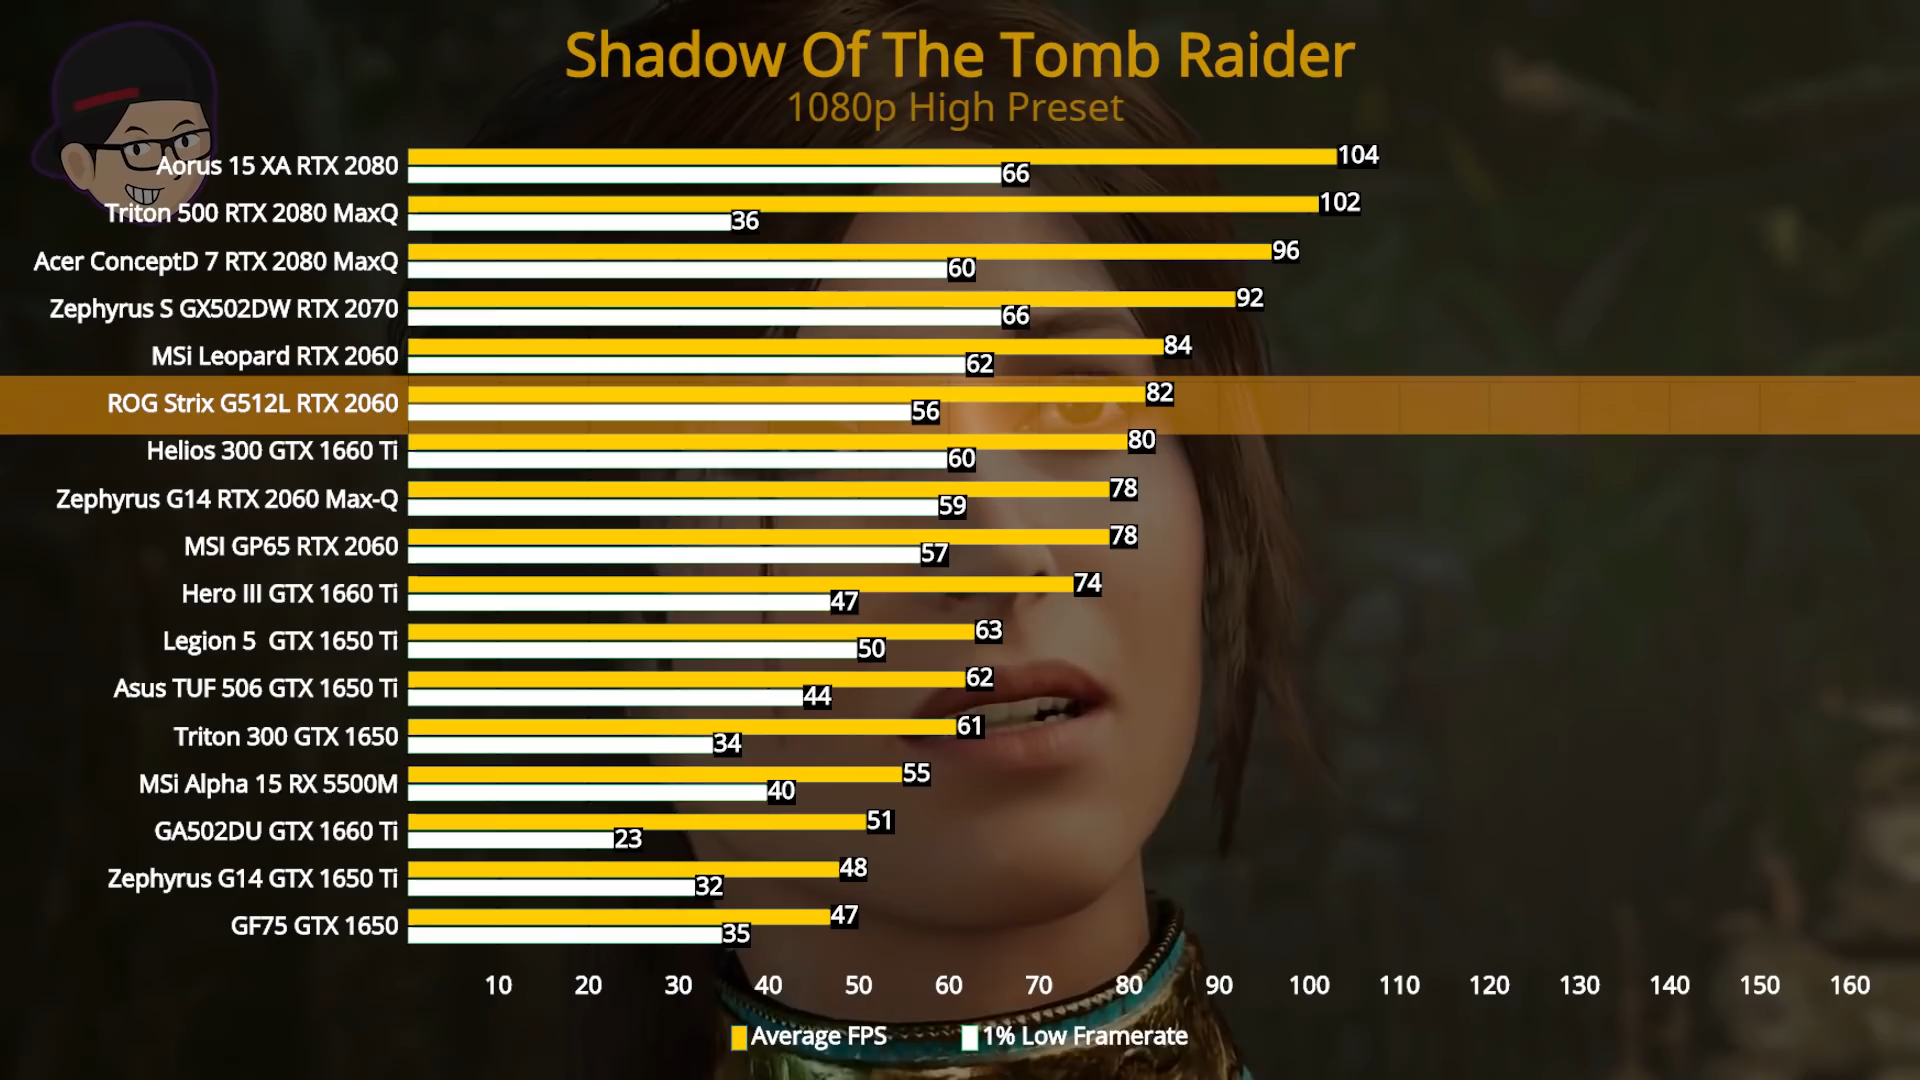 Shadow Of The Tomb Raider
1080p High Preset
Aorus 15 XA RTX 2080 104 66
Triton 500 RTX 2080 MaxQ 102 36
Acer ConceptD 7 RTX 2080 MaxQ 96 60
Zephyrus S GX502DW RTX 2070 92 66
MSi Leopard RTX 2060 84 62
ROG Strix G512L RTX 2060 82 56
Helios 300 GTX 1660 Ti 80 60
Zephyrus G14 RTX 2060 Max-Q 78 59
MSI GP65 RTX 2060 78 57
Hero III GTX 1660 Ti 74 47
Legion 5 GTX 1650 Ti 63 50
Asus TUF 506 GTX 1650 Ti 62 44
Triton 300 GTX 1650 61 34
MSi Alpha 15 RX 5500M 55 40
GA502DU GTX 1660 Ti 51 23
Zephyrus G14 GTX 1650 Ti 48 32
GF75 GTX 1650 47 35
10 20 30 40 50 60 70 80 90 100 110 120 130 140 150 160
Average FPS 1% Low Framerate